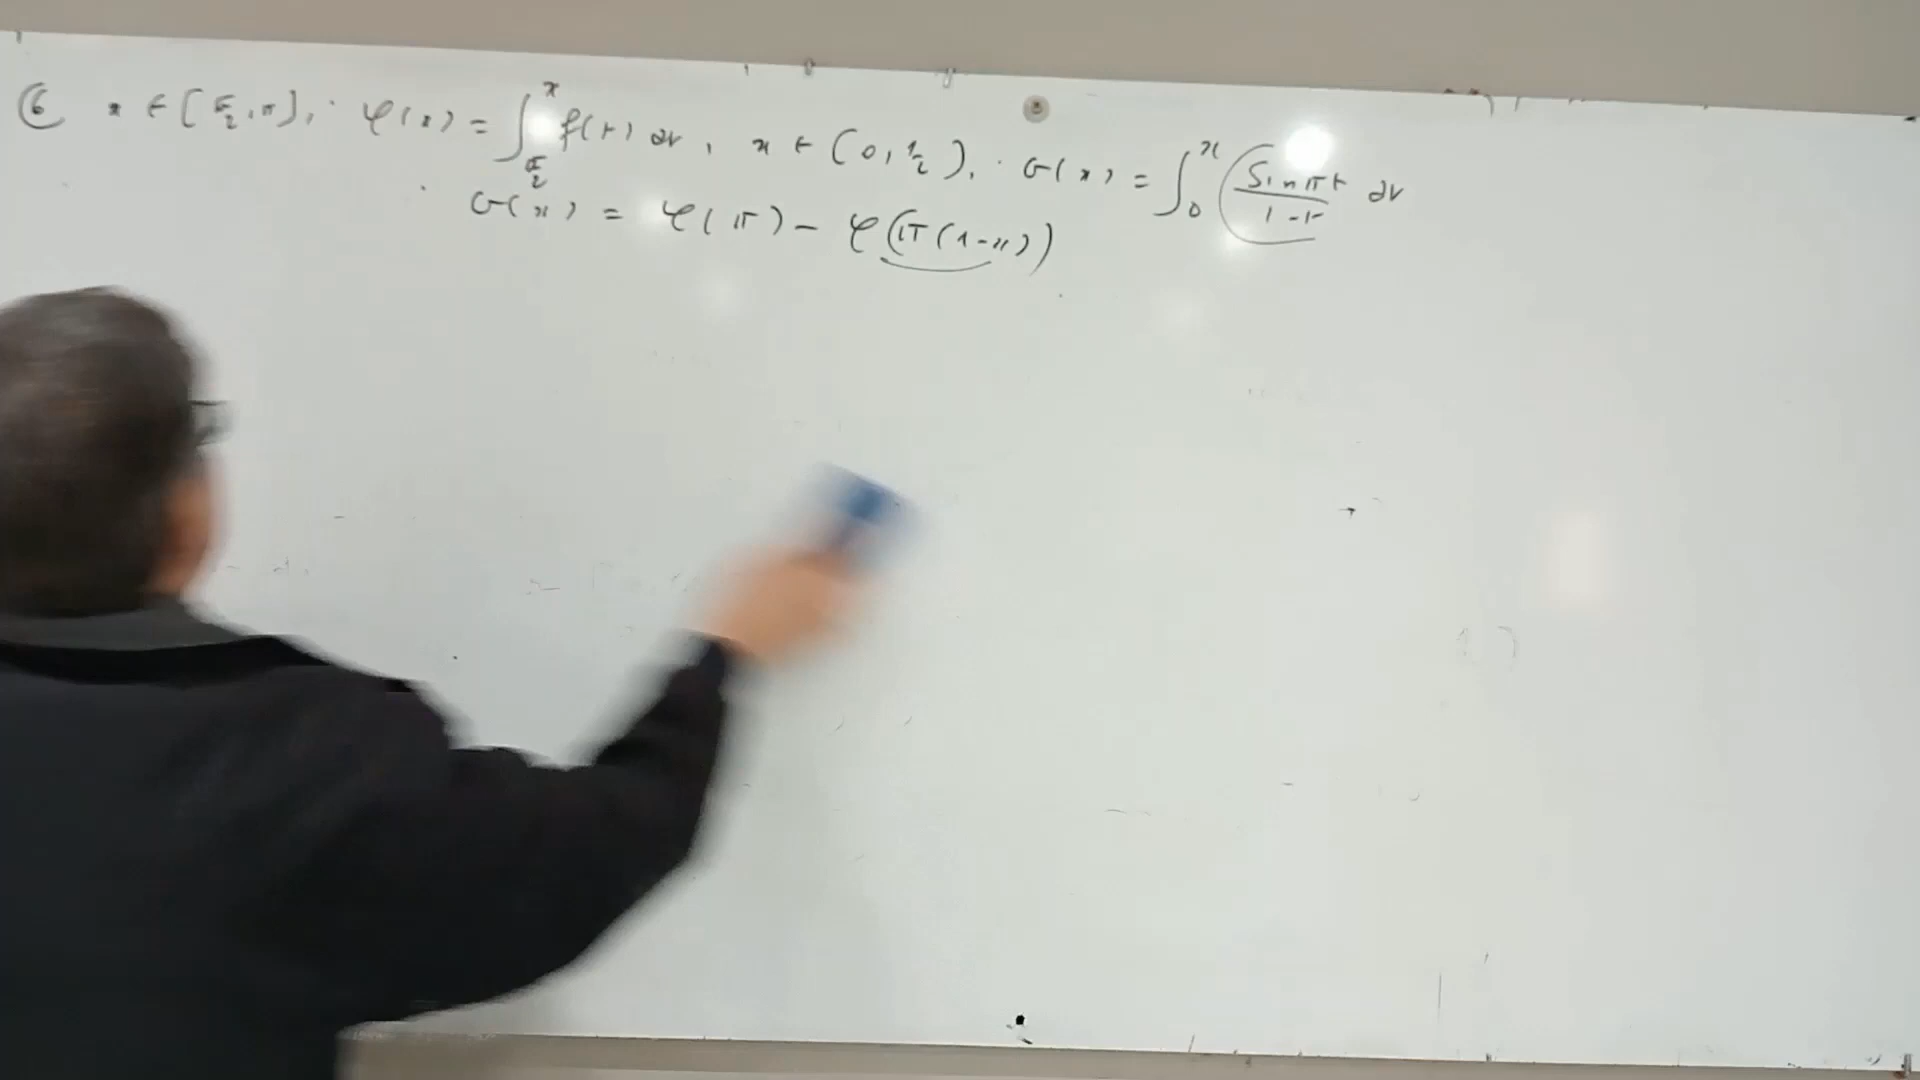 ⑥ x ∈ [π/2, π], φ(x) = ∫_{π/2}^{x} f(t) dt, x ∈ [0, 1/2], G(x) = ∫_0^x (sin πt)/(1-t) dt
G(x) = φ(π) - φ(π(1-x))